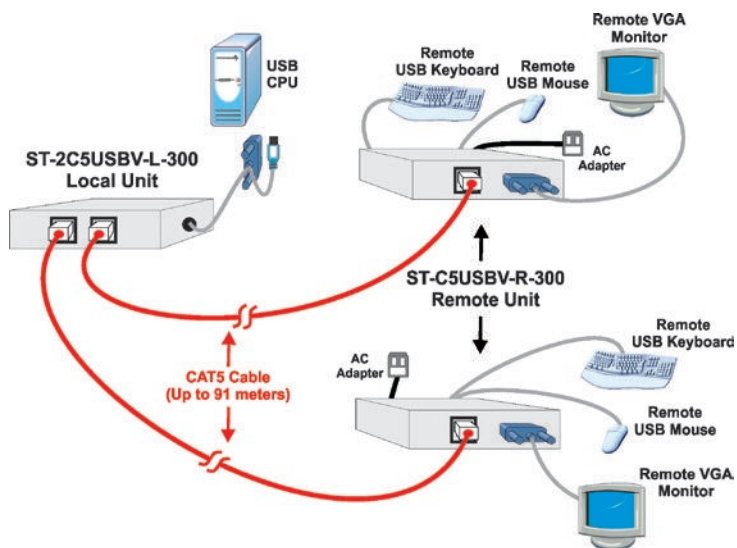 USB
CPU
Remote
USB Keyboard
Remote
USB Mouse
Remote VGA
Monitor
AC
Adapter
ST-2C5USBV-L-300
Local Unit
ST-C5USBV-R-300
Remote Unit
CAT5 Cable
(Up to 91 meters)
AC
Adapter
Remote
USB Keyboard
Remote
USB Mouse
Remote VGA
Monitor